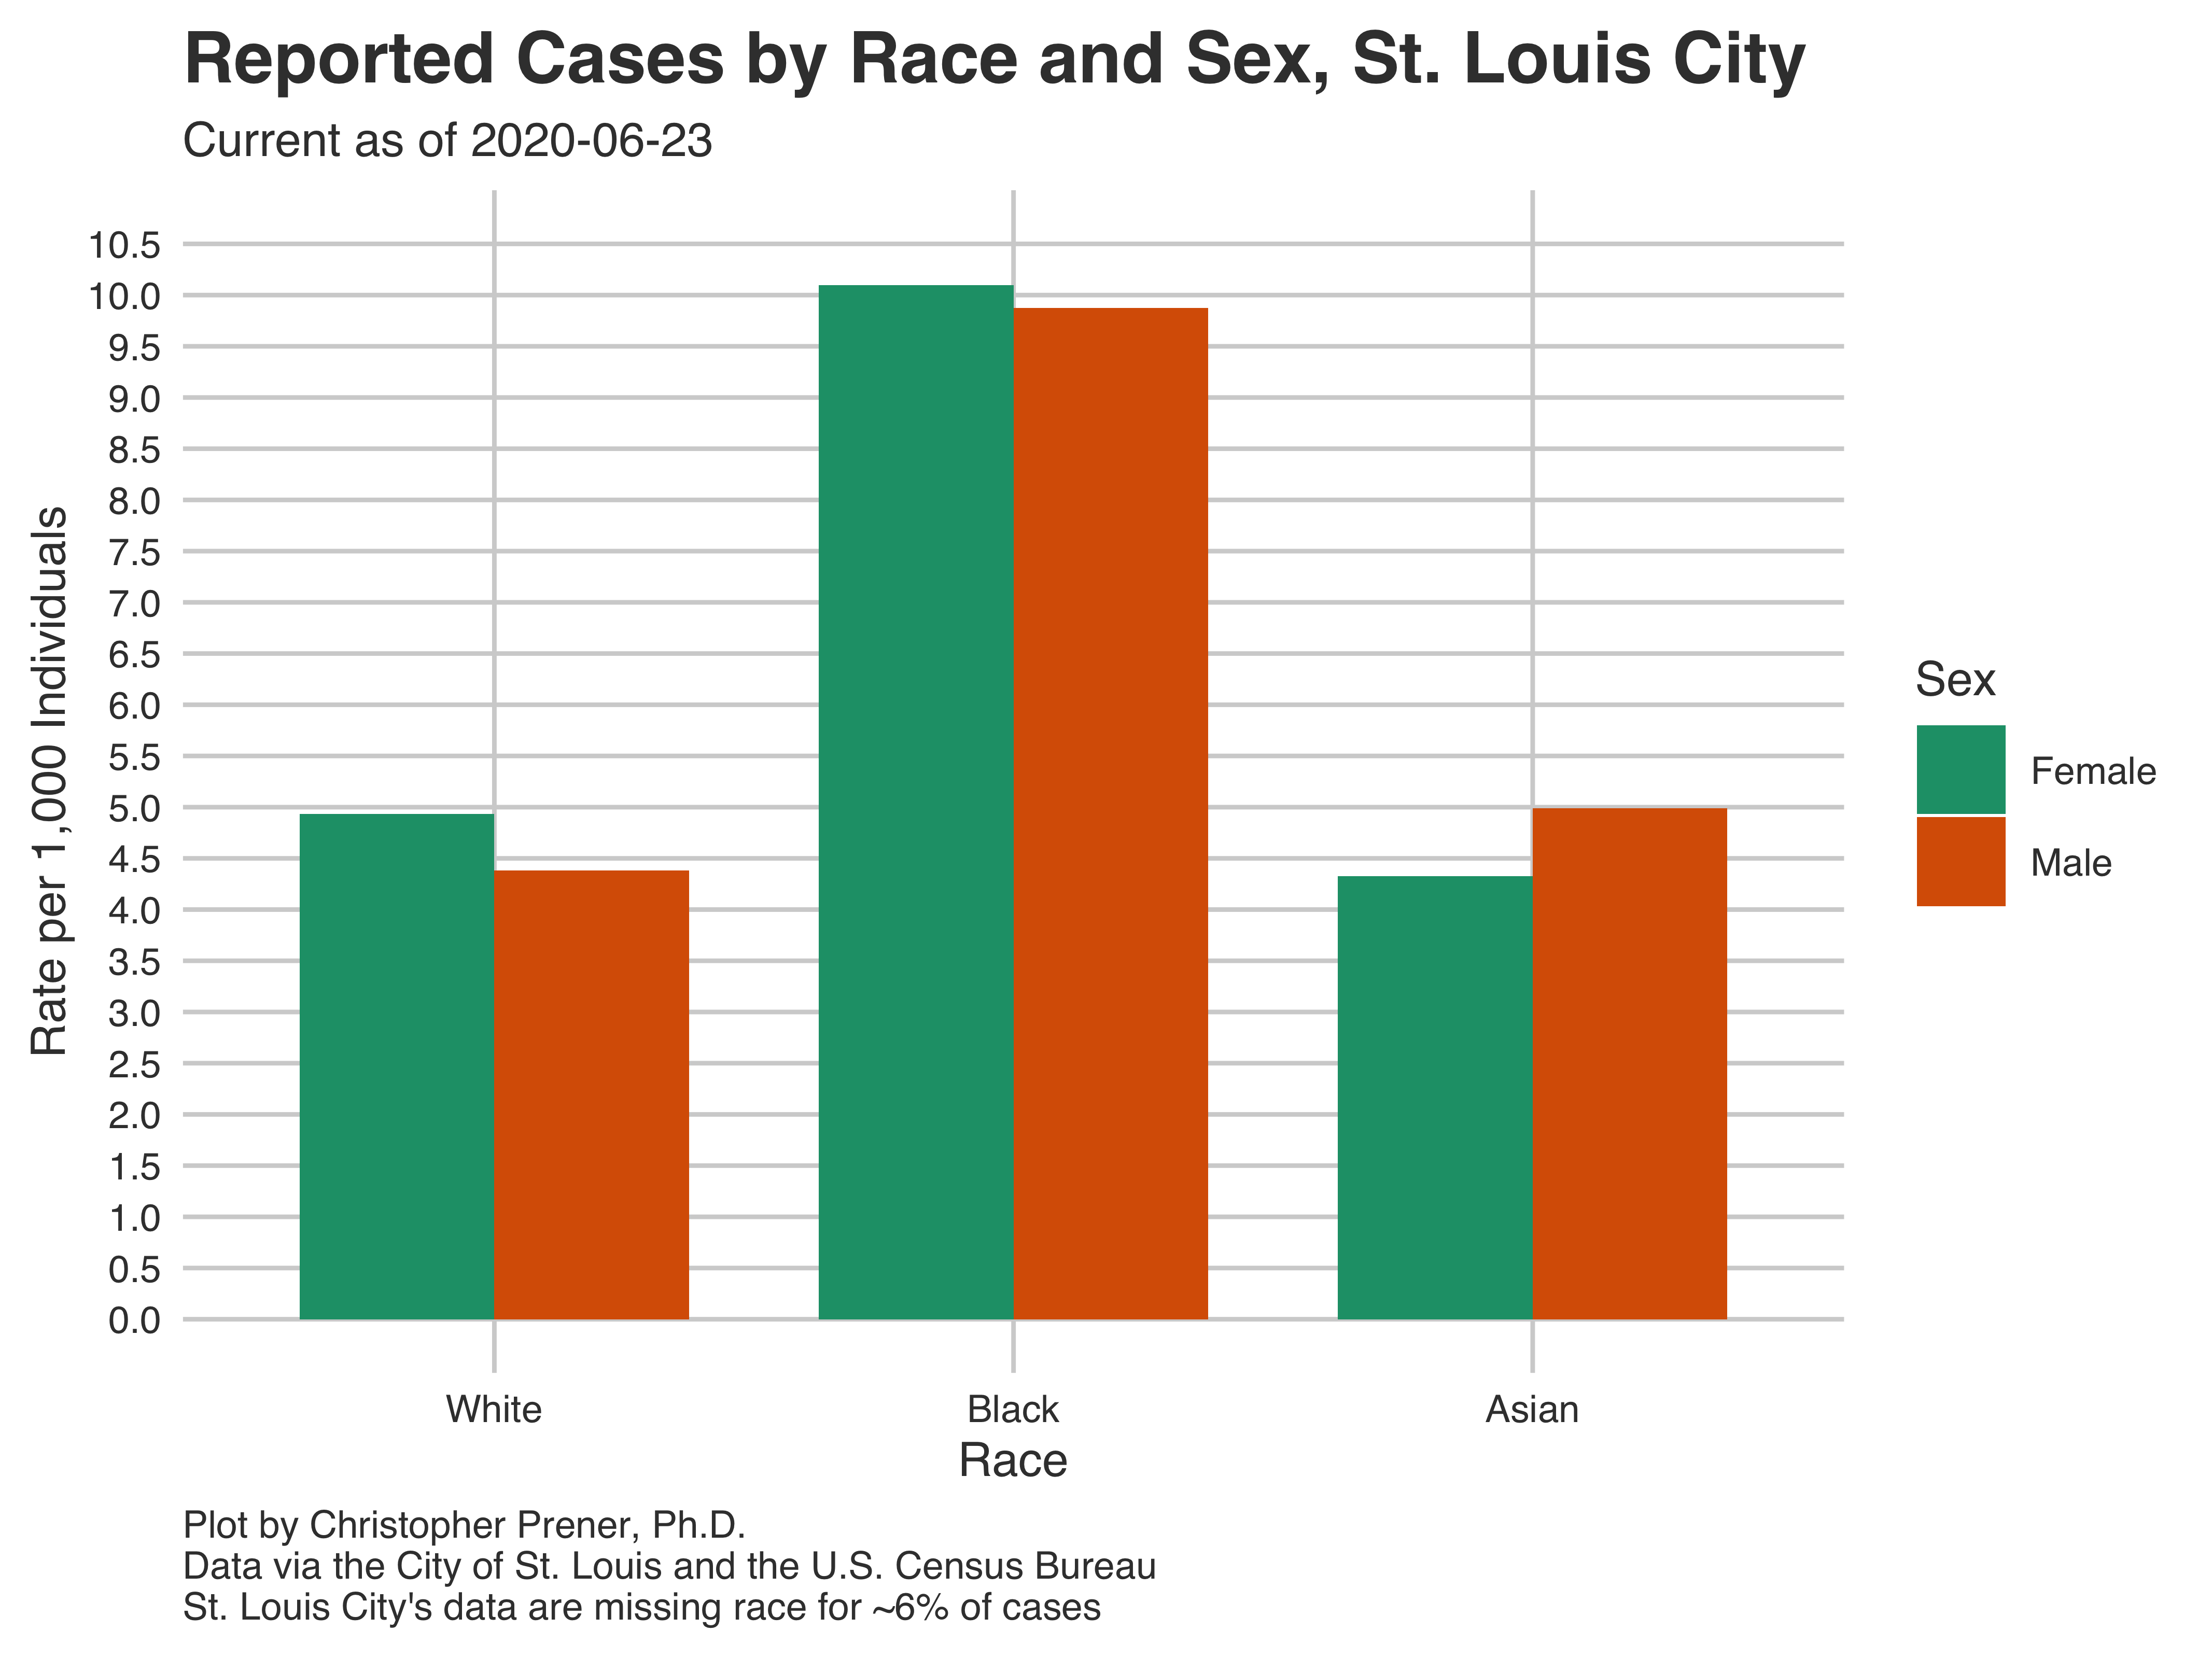 Reported Cases by Race and Sex, St. Louis City
Current as of 2020-06-23
Rate per 1,000 Individuals
10.5
10.0
9.5
9.0
8.5
8.0
7.5
7.0
6.5
6.0
5.5
5.0
4.5
4.0
3.5
3.0
2.5
2.0
1.5
1.0
0.5
0.0
White
Black
Asian
Race
Sex
Female
Male
Plot by Christopher Prener, Ph.D.
Data via the City of St. Louis and the U.S. Census Bureau
St. Louis City's data are missing race for ~6% of cases